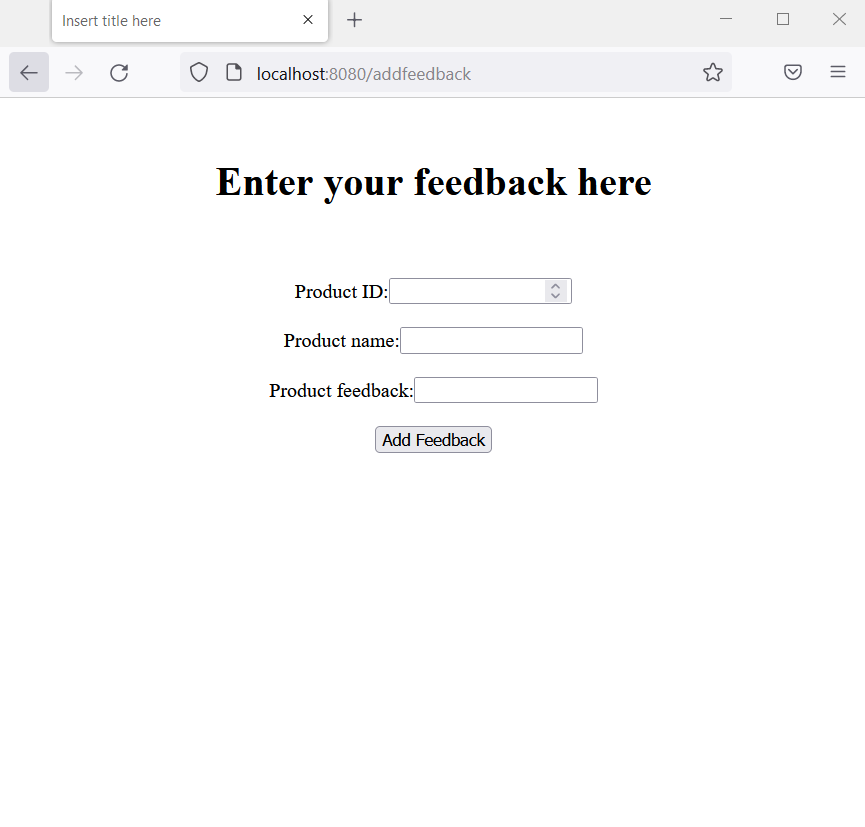 Insert title here
localhost:8080/addfeedback
Enter your feedback here
Product ID:
Product name:
Product feedback:
Add Feedback